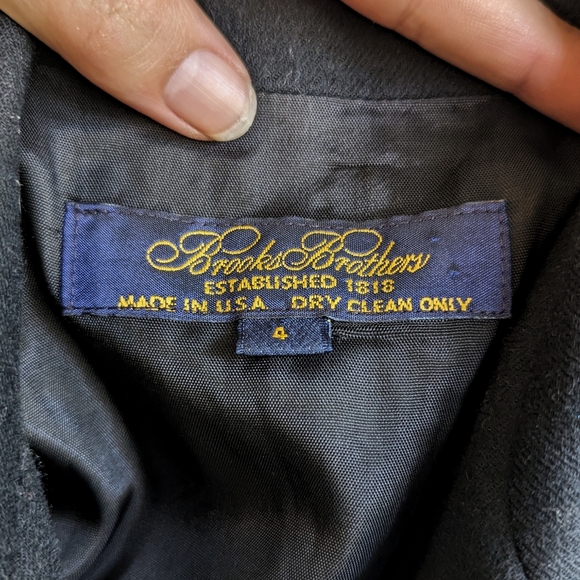 Brooks Brothers
ESTABLISHED 1818
MADE IN U.S.A. DRY CLEAN ONLY
4